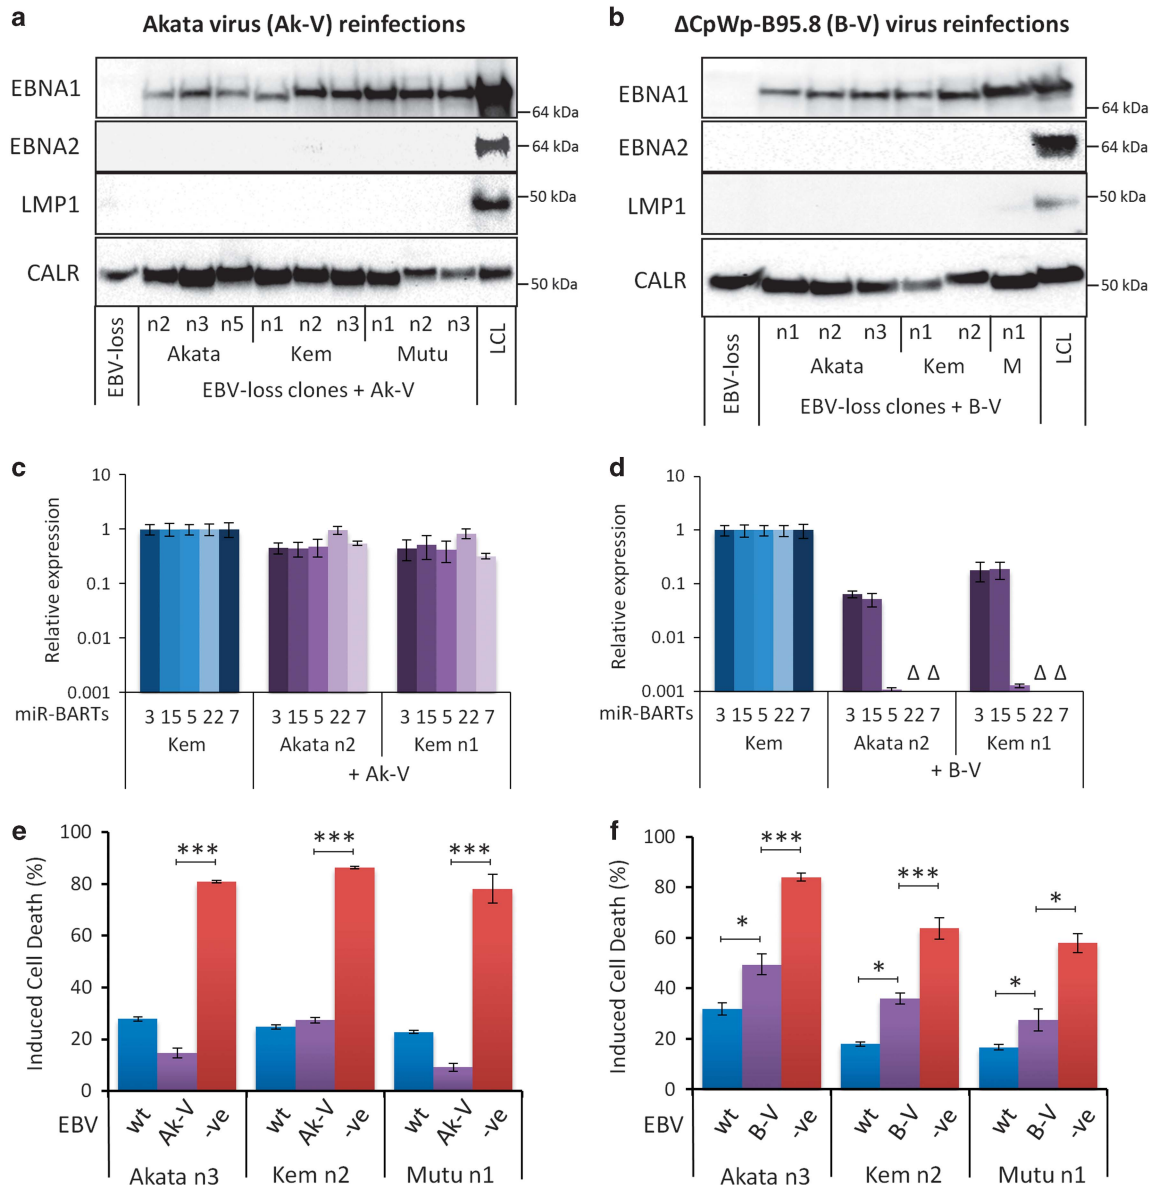 a
Akata virus (Ak-V) reinfections
EBNA1
64 kDa
EBNA2
64 kDa
LMP1
50 kDa
CALR
50 kDa
EBV-loss
n2 n3 n5 n1 n2 n3 n1 n2 n3
LCL
Akata Kem Mutu
EBV-loss clones + Ak-V
b
ΔCpWp-B95.8 (B-V) virus reinfections
EBNA1
64 kDa
EBNA2
64 kDa
LMP1
50 kDa
CALR
50 kDa
EBV-loss
n1 n2 n3 n1 n2 n1
LCL
Akata Kem M
EBV-loss clones + B-V
c
Relative expression
10
1
0.1
0.01
0.001
miR-BARTs
3 15 5 22 7 3 15 5 22 7 3 15 5 22 7
Kem Akata n2 Kem n1
+ Ak-V
d
Relative expression
10
1
0.1
0.01
0.001
Δ Δ Δ Δ
miR-BARTs
3 15 5 22 7 3 15 5 22 7 3 15 5 22 7
Kem Akata n2 Kem n1
+ B-V
e
Induced Cell Death (%)
100
80
60
40
20
0
*** *** ***
EBV
wt Ak-V -ve wt Ak-V -ve wt Ak-V -ve
Akata n3 Kem n2 Mutu n1
f
Induced Cell Death (%)
100
80
60
40
20
0
*** *** *
* * *
EBV
wt B-V -ve wt B-V -ve wt B-V -ve
Akata n3 Kem n2 Mutu n1